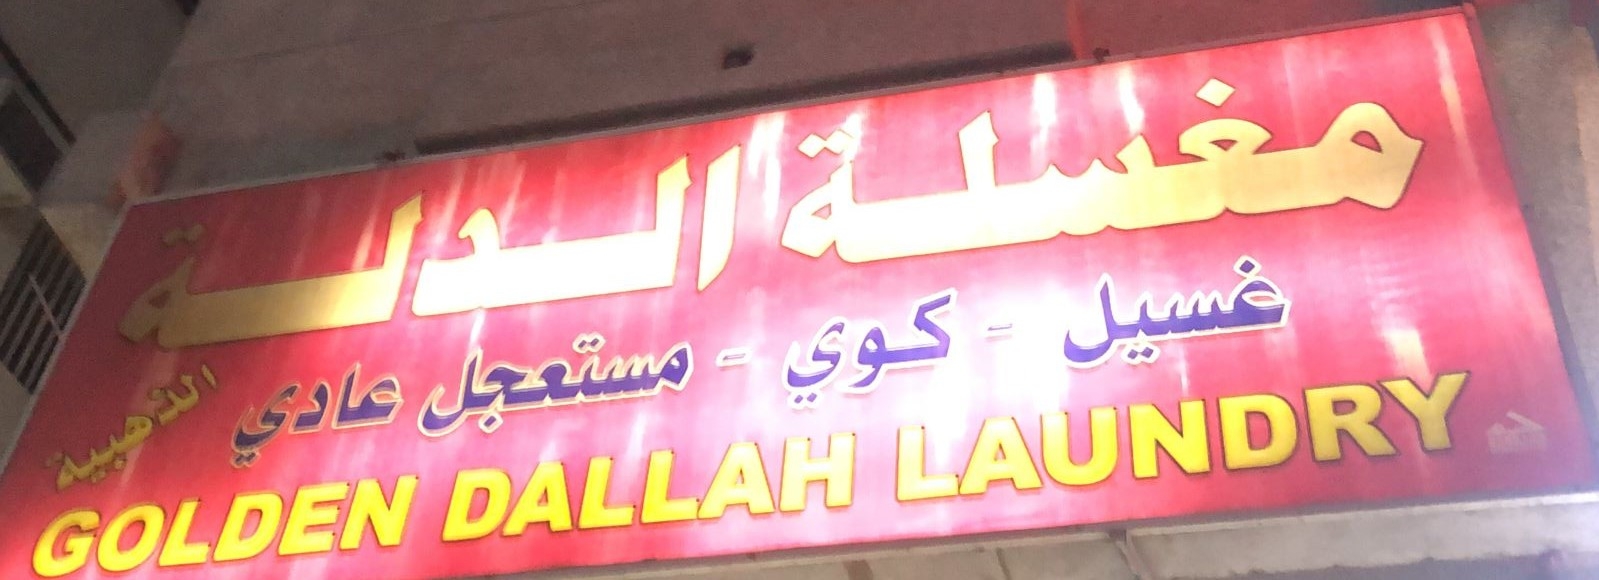 مغسلة الدلة
الذهبية
غسيل - كوي - مستعجل عادي
GOLDEN DALLAH LAUNDRY